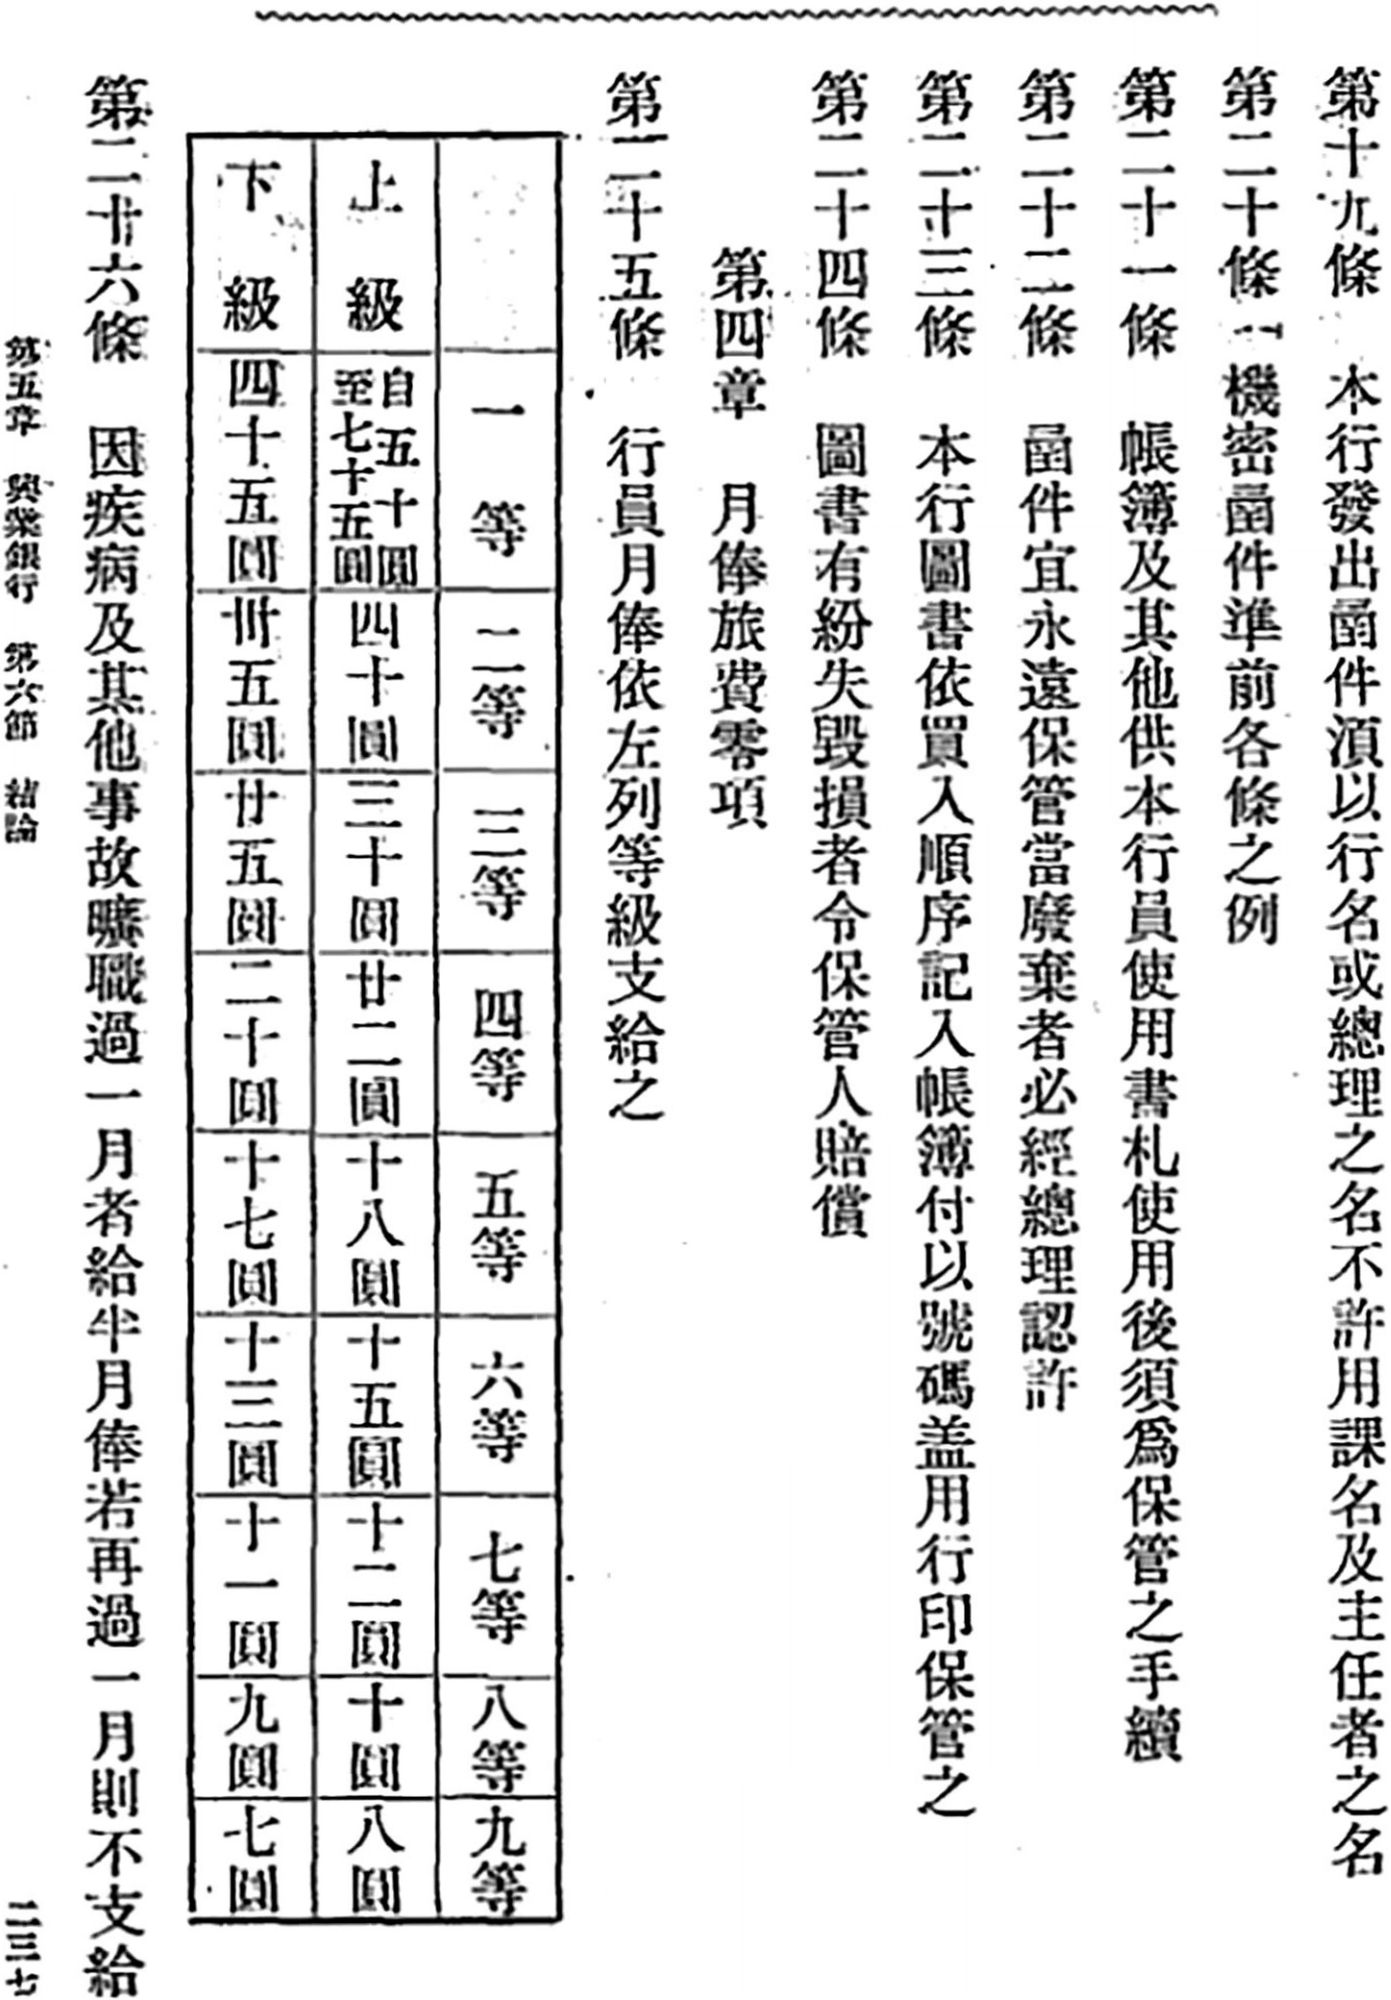 第十九條　本行發出凾件湏以行名或總理之名不許用課名及主任者之名
第二十條　機密凾件準前各條之例
第二十一條　帳簿及其他供本行員使用書札使用後須爲保管之手續
第二十二條　凾件宜永遠保管當廢棄者必經總理認許
第二十三條　本行圖書依買入順序記入帳簿付以號碼盖用行印保管之
第二十四條　圖書有紛失毀損者令保管人賠償
第四章　月俸旅費零項
第二十五條　行員月俸依左列等級支給之
一等　二等　三等　四等　五等　六等　七等　八等　九等
上級　自五十圓至七十五圓　四十圓　三十圓　廿二圓　十八圓　十五圓　十二圓　十圓　八圓
下級　四十五圓　卅五圓　廿五圓　二十圓　十七圓　十三圓　十一圓　九圓　七圓
第二十六條　因疾病及其他事故曠職過一月者給半月俸若再過一月則不支給
第五章　興業銀行　第六節　結論　二三七